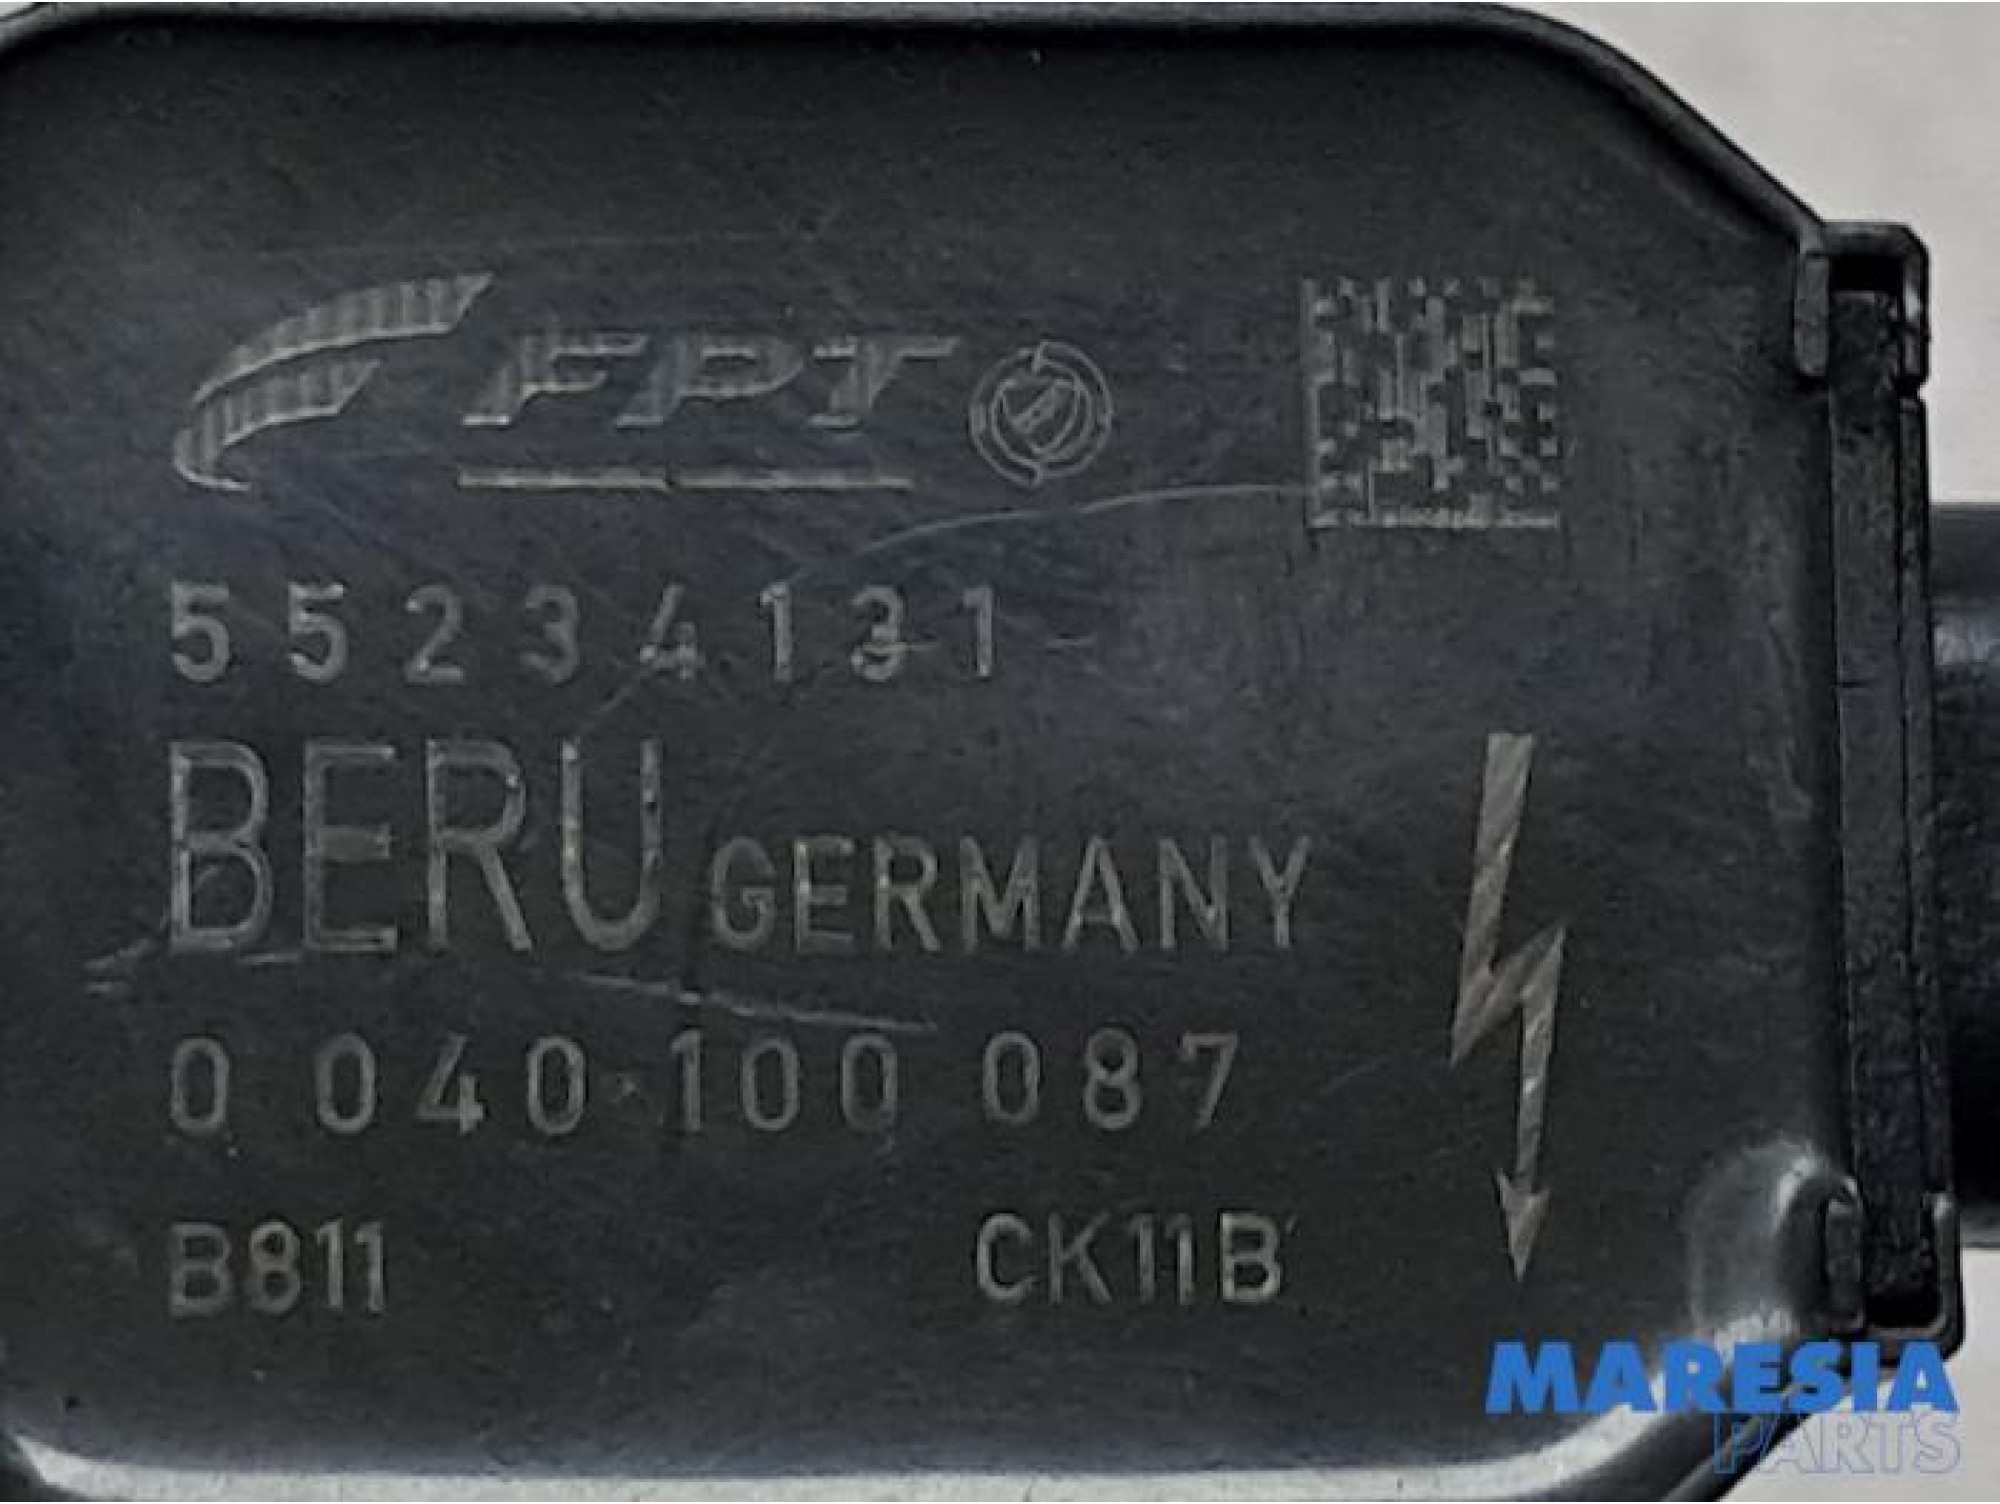 FPT
55234131
BERU GERMANY
0 040 100 087
B811 CK11B
MARESIA
PARTS